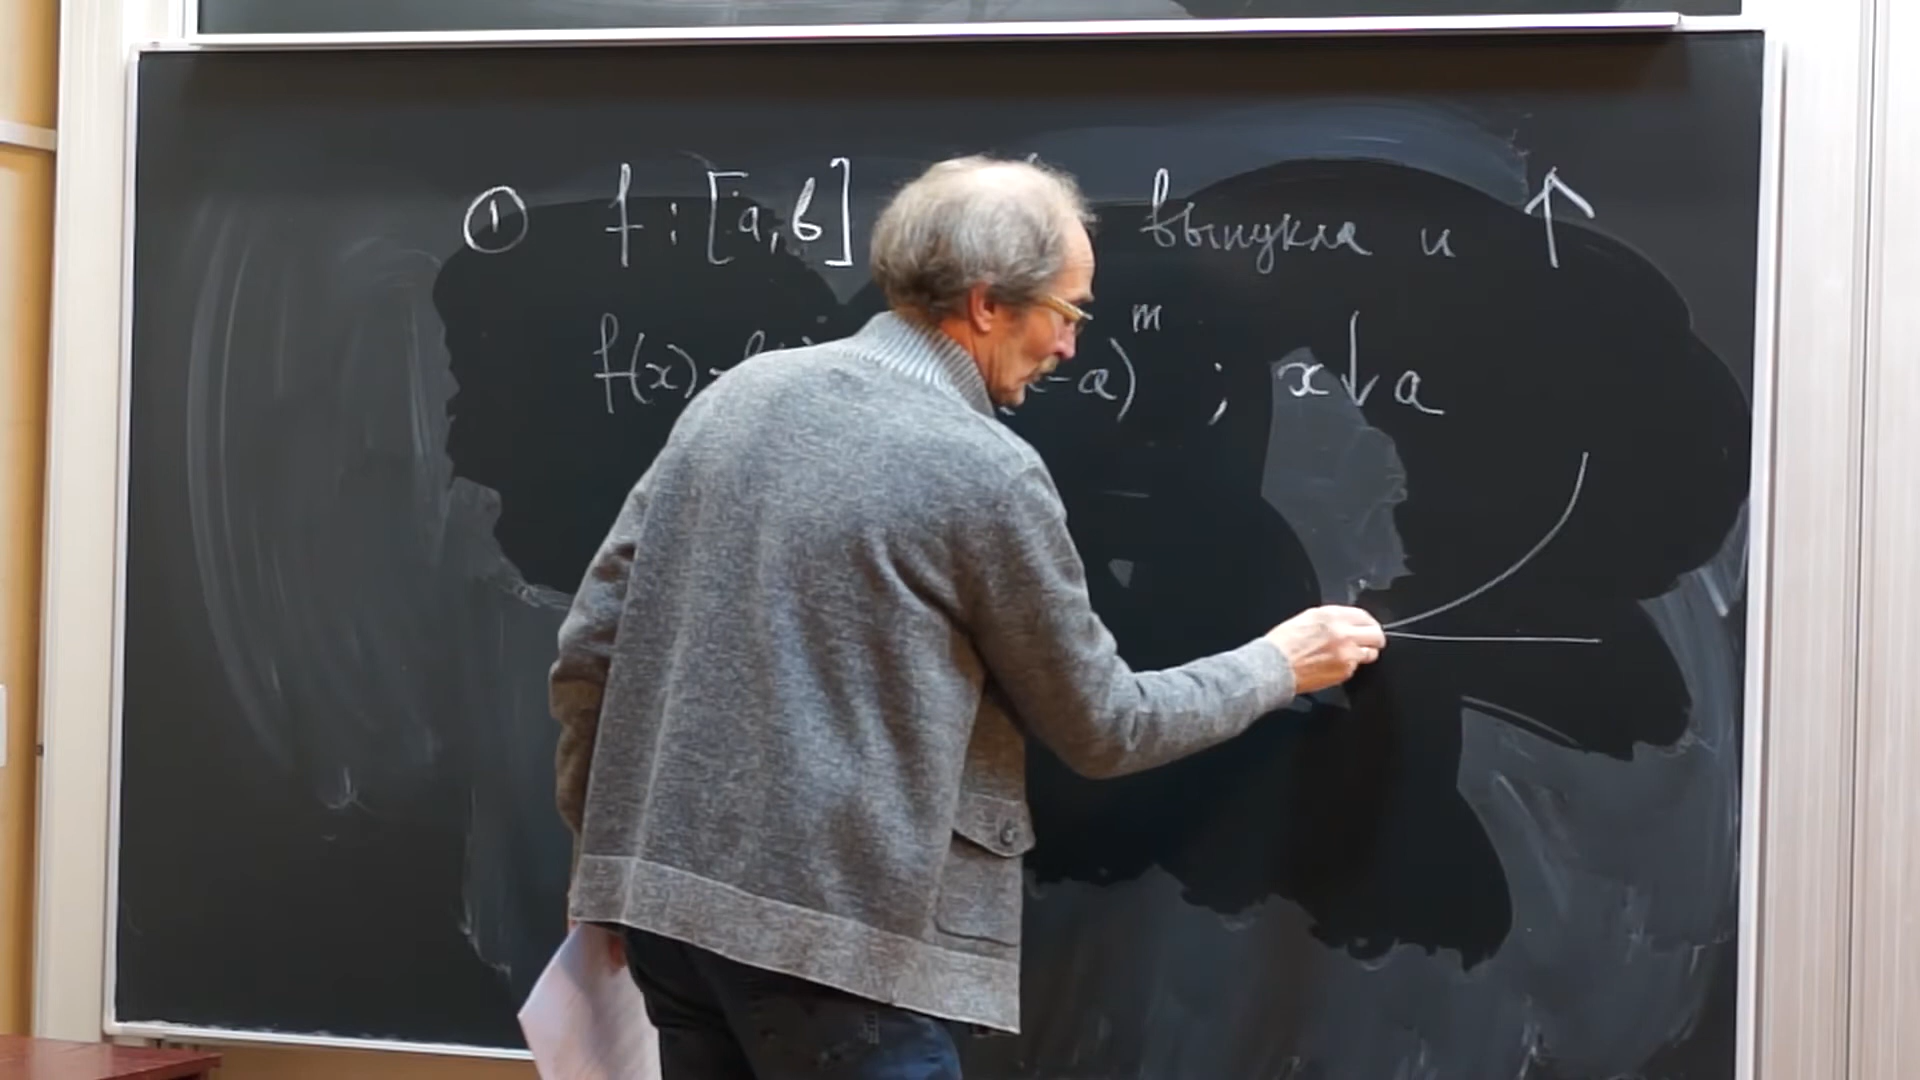 ① f : [a, b] выпукла и ↑
f(x) -a)^m ; x↓a